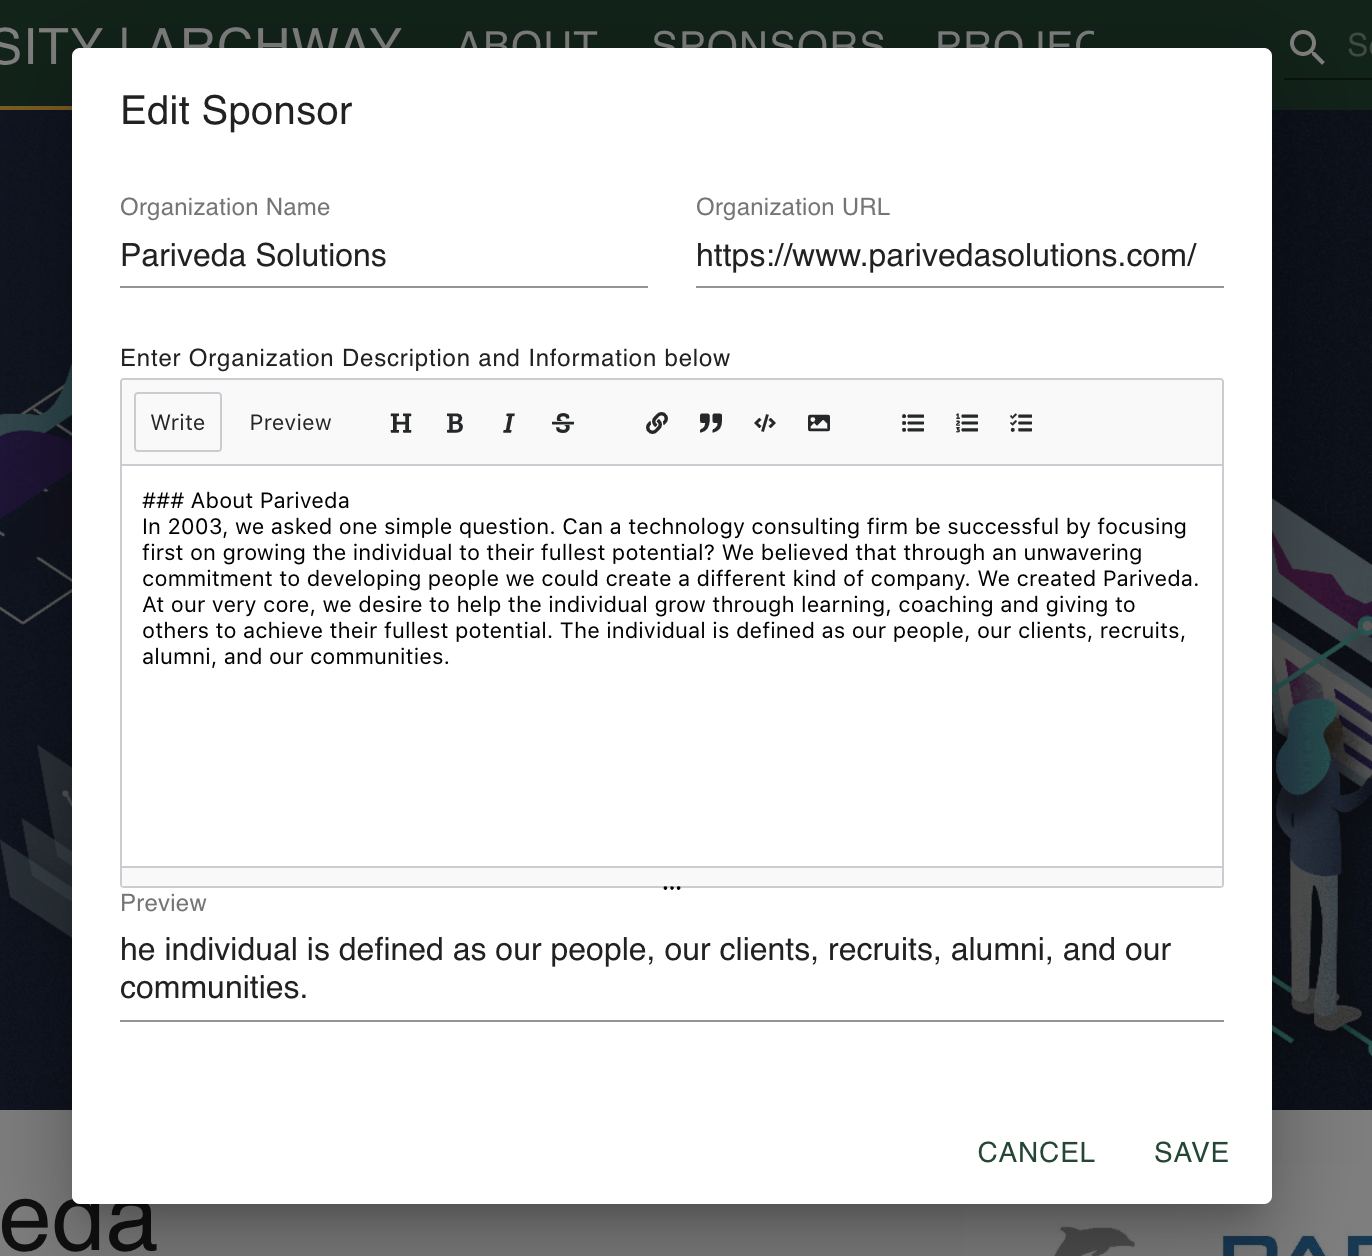 ARCHWAY ABOUT SPONSORS
Edit Sponsor
Organization Name Organization URL
Pariveda Solutions https://www.parivedasolutions.com/
Enter Organization Description and Information below
Write Preview H B I S
### About Pariveda
In 2003, we asked one simple question. Can a technology consulting firm be successful by focusing
first on growing the individual to their fullest potential? We believed that through an unwavering
commitment to developing people we could create a different kind of company. We created Pariveda.
At our very core, we desire to help the individual grow through learning, coaching and giving to
others to achieve their fullest potential. The individual is defined as our people, our clients, recruits,
alumni, and our communities.
Preview
he individual is defined as our people, our clients, recruits, alumni, and our
communities.
CANCEL SAVE
eda